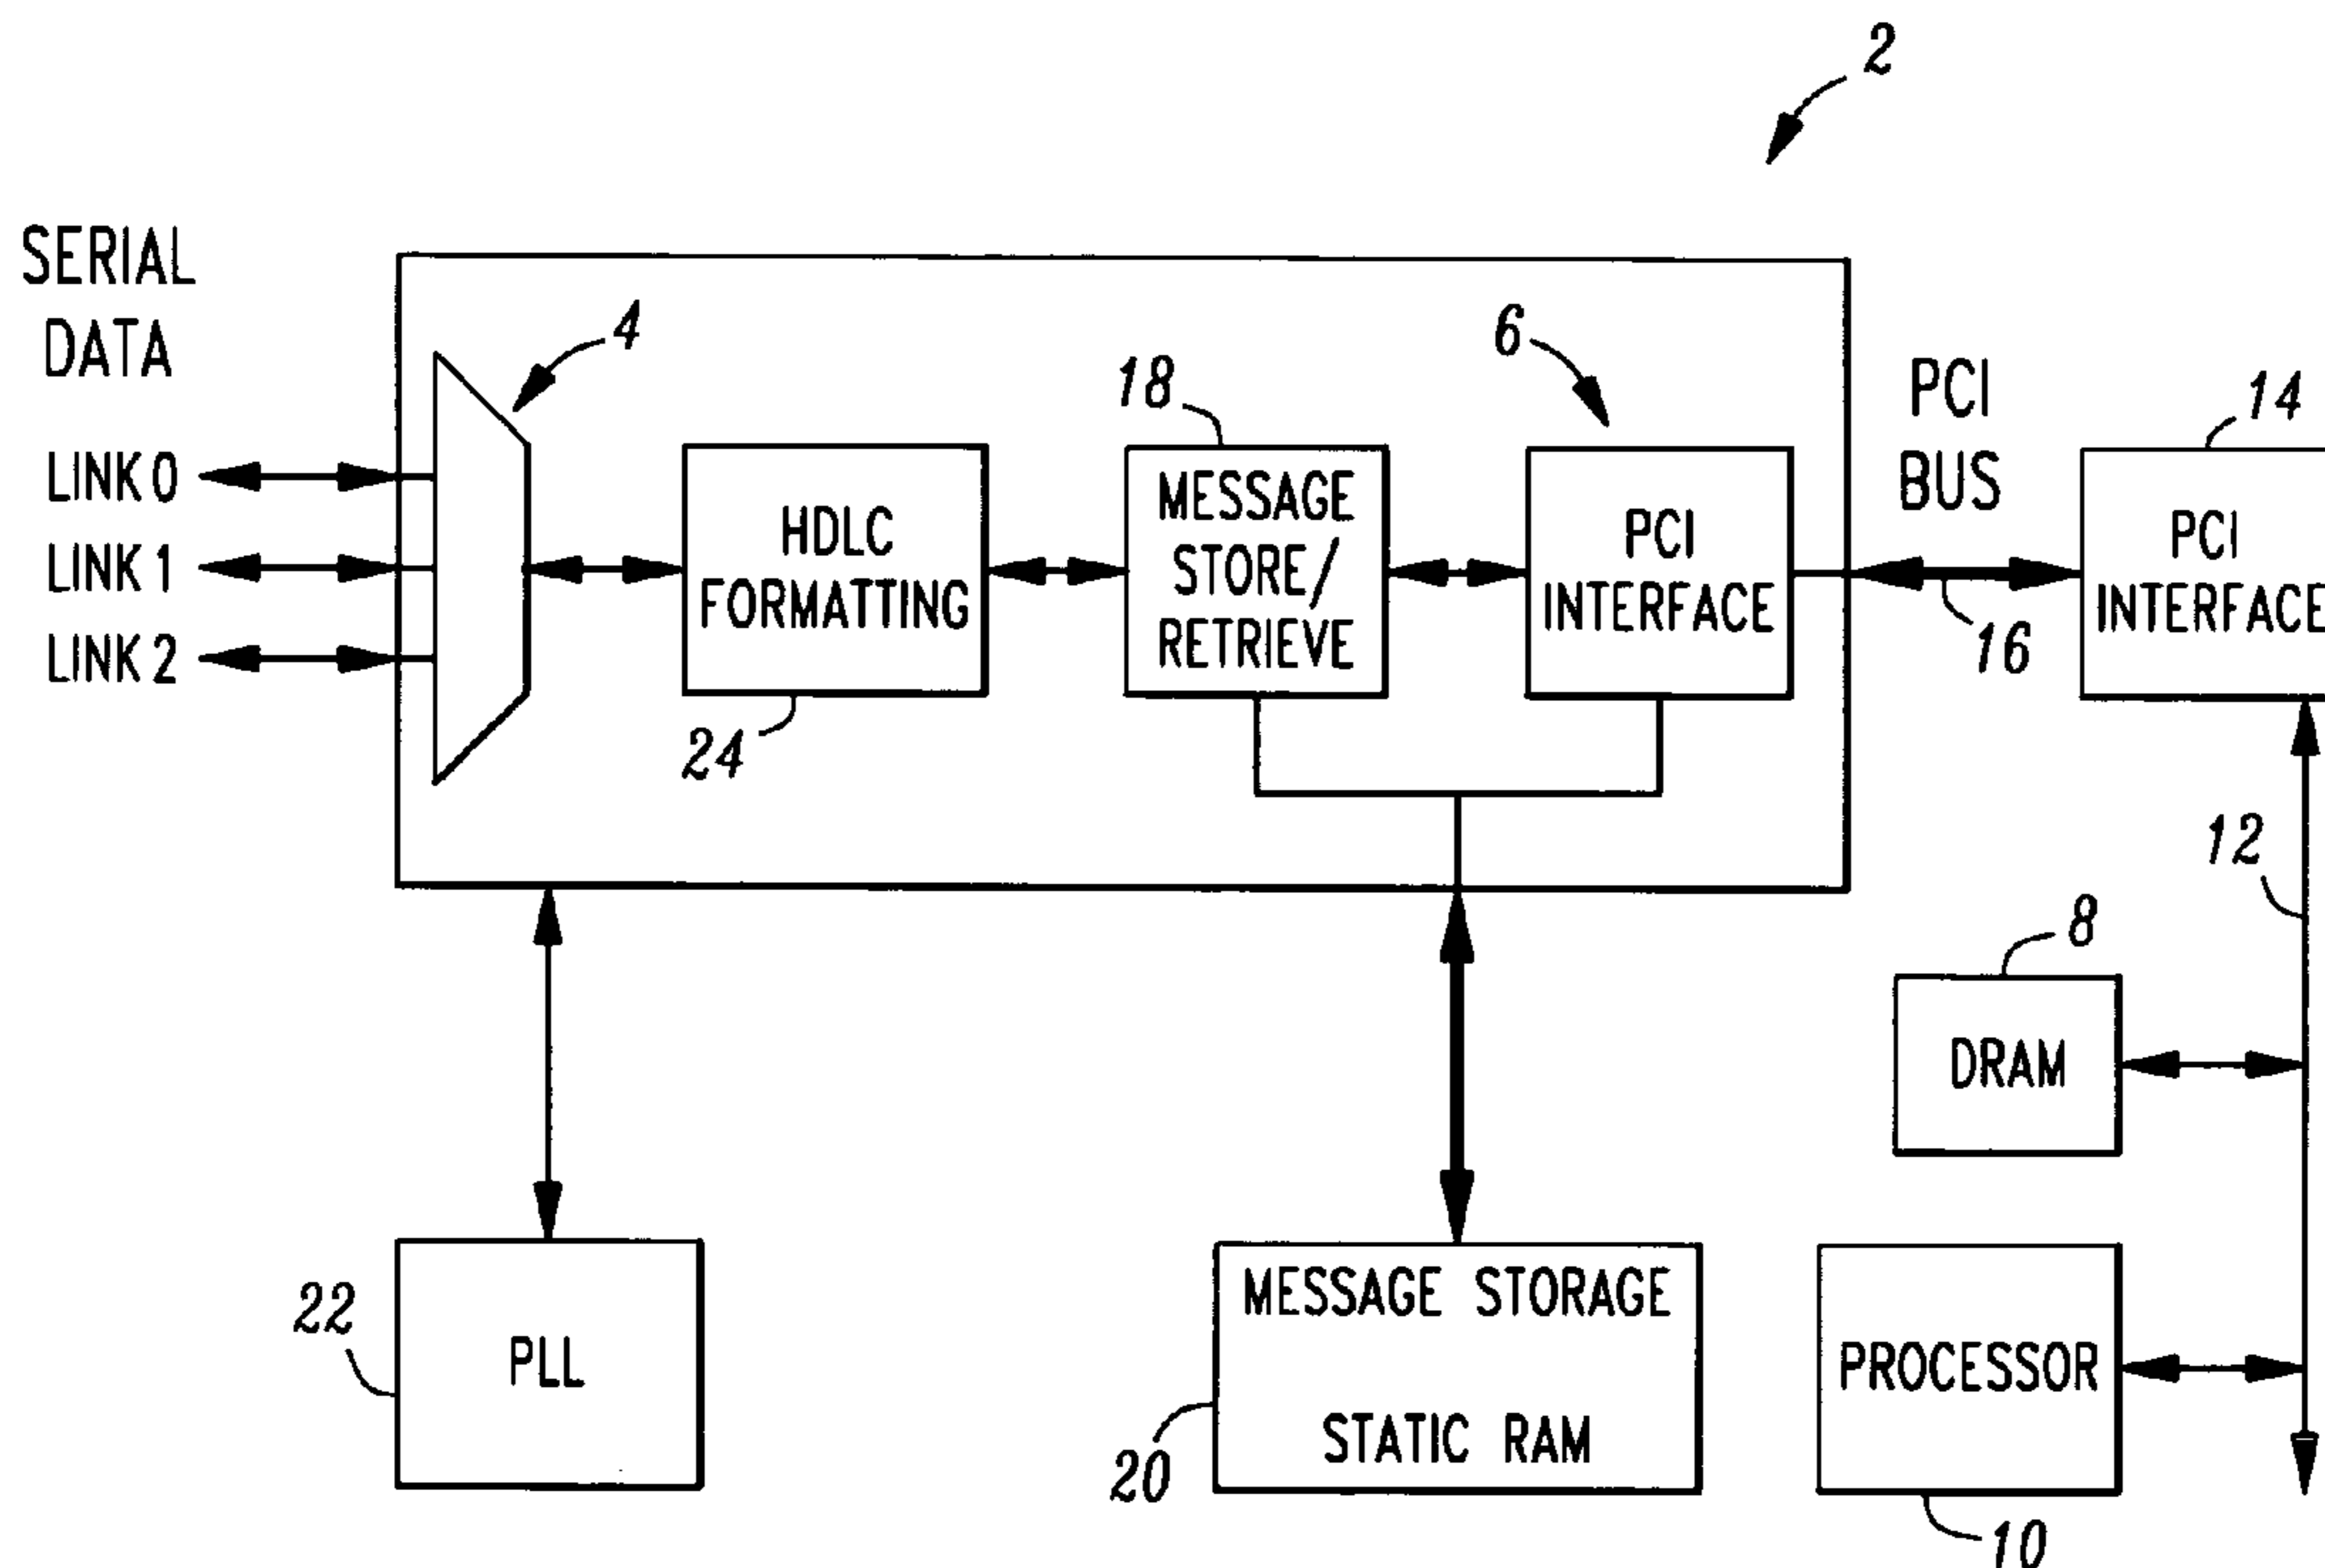 2
SERIAL
DATA
LINK 0
LINK 1
LINK 2
4
HDLC
FORMATTING
24
18
MESSAGE
STORE/
RETRIEVE
6
PCI
INTERFACE
PCI
BUS
16
14
PCI
INTERFACE
12
8
DRAM
22
PLL
MESSAGE STORAGE
STATIC RAM
20
PROCESSOR
10